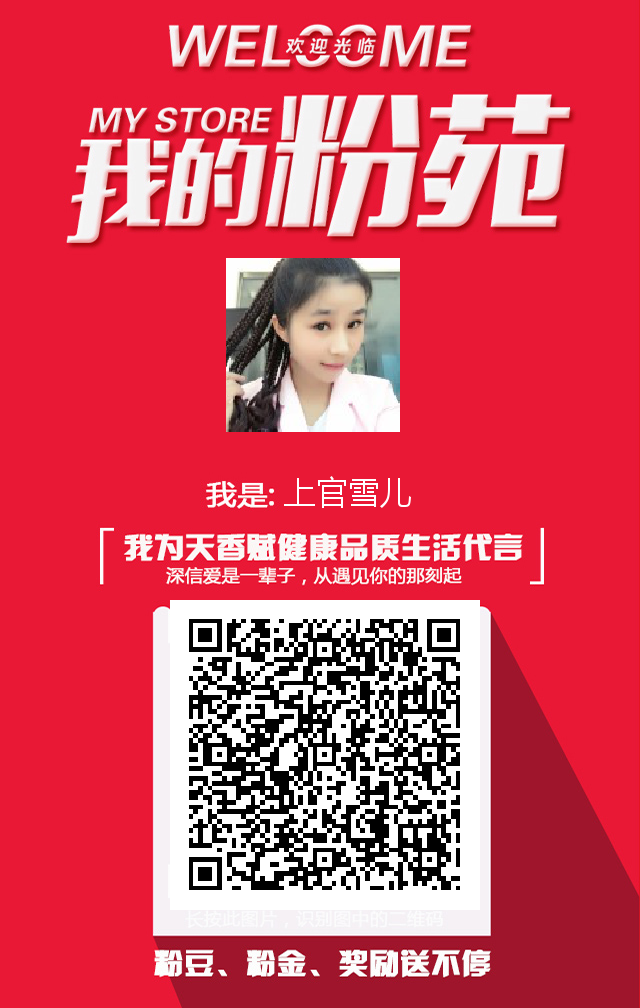 WELCOME
欢迎光临
MY STORE
我的粉苑
我是: 上官雪儿
我为天香赋健康品质生活代言
深信爱是一辈子，从遇见你的那刻起
长按此图片，识别图中的二维码
粉豆、粉金、奖励送不停